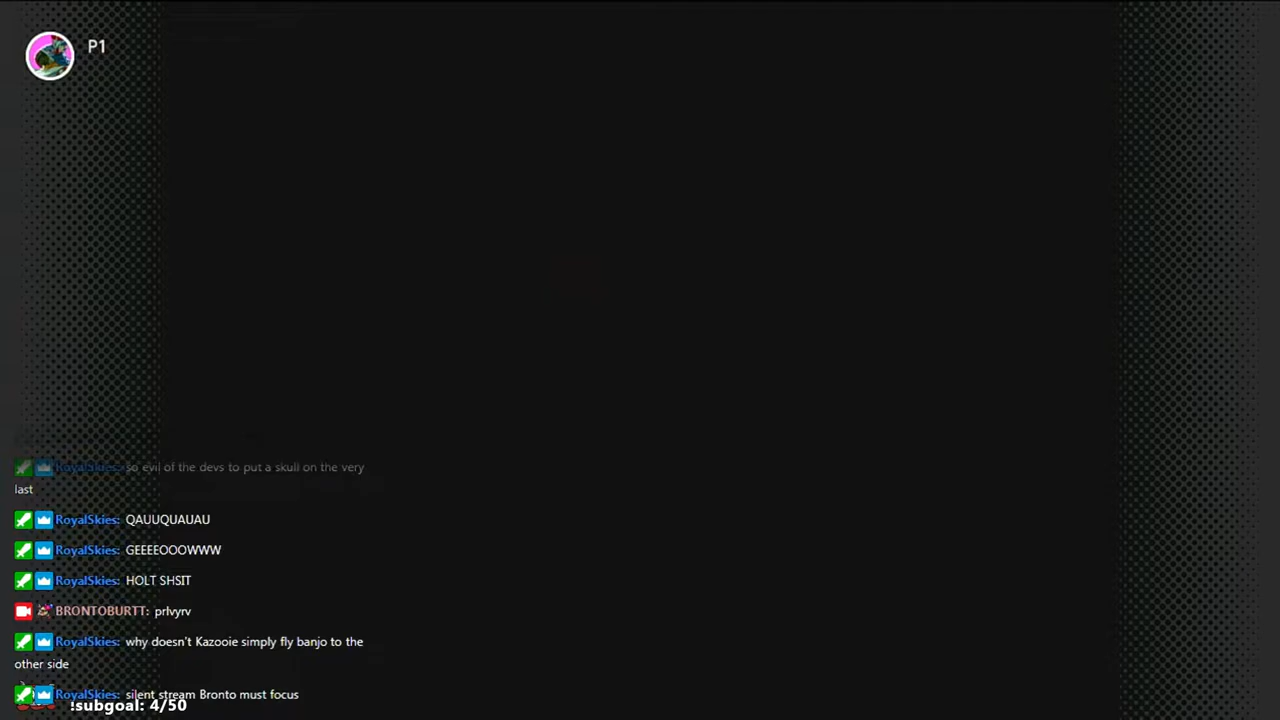 P1
RoyalSkies: so evil of the devs to put a skull on the very
last
RoyalSkies: QAUUQUAUAU
RoyalSkies: GEEEEOOOWWW
RoyalSkies: HOLT SHSIT
BRONTOBURTT: prlvyrv
RoyalSkies: why doesn't Kazooie simply fly banjo to the
other side
RoyalSkies: silent stream Bronto must focus
!subgoal: 4/50